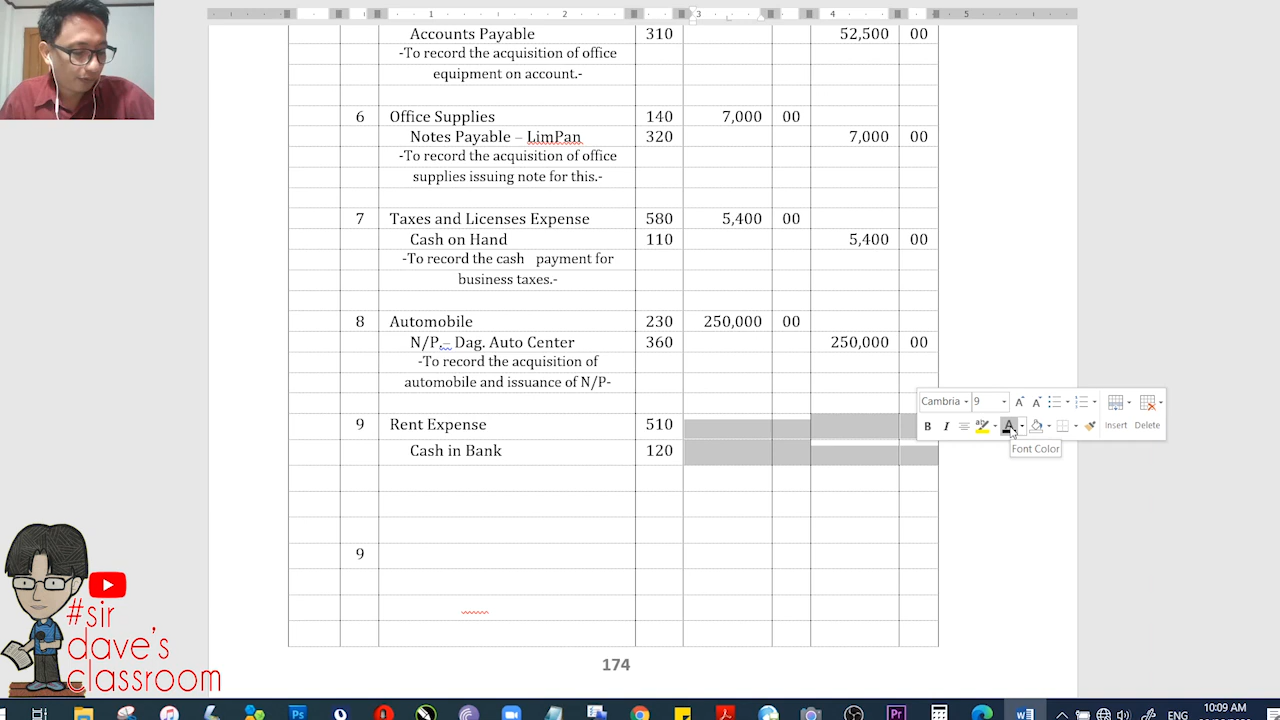 1 2 3 4 5
Accounts Payable 310 52,500 00
-To record the acquisition of office
equipment on account.-
6 Office Supplies 140 7,000 00
Notes Payable – LimPan 320 7,000 00
-To record the acquisition of office
supplies issuing note for this.-
7 Taxes and Licenses Expense 580 5,400 00
Cash on Hand 110 5,400 00
-To record the cash payment for
business taxes.-
8 Automobile 230 250,000 00
N/P – Dag. Auto Center 360 250,000 00
-To record the acquisition of
automobile and issuance of N/P-
Cambria 9
9 Rent Expense 510
B I A Insert Delete
Font Color
Cash in Bank 120
9
#sir
dave's
classroom
174
10:09 AM
ENG